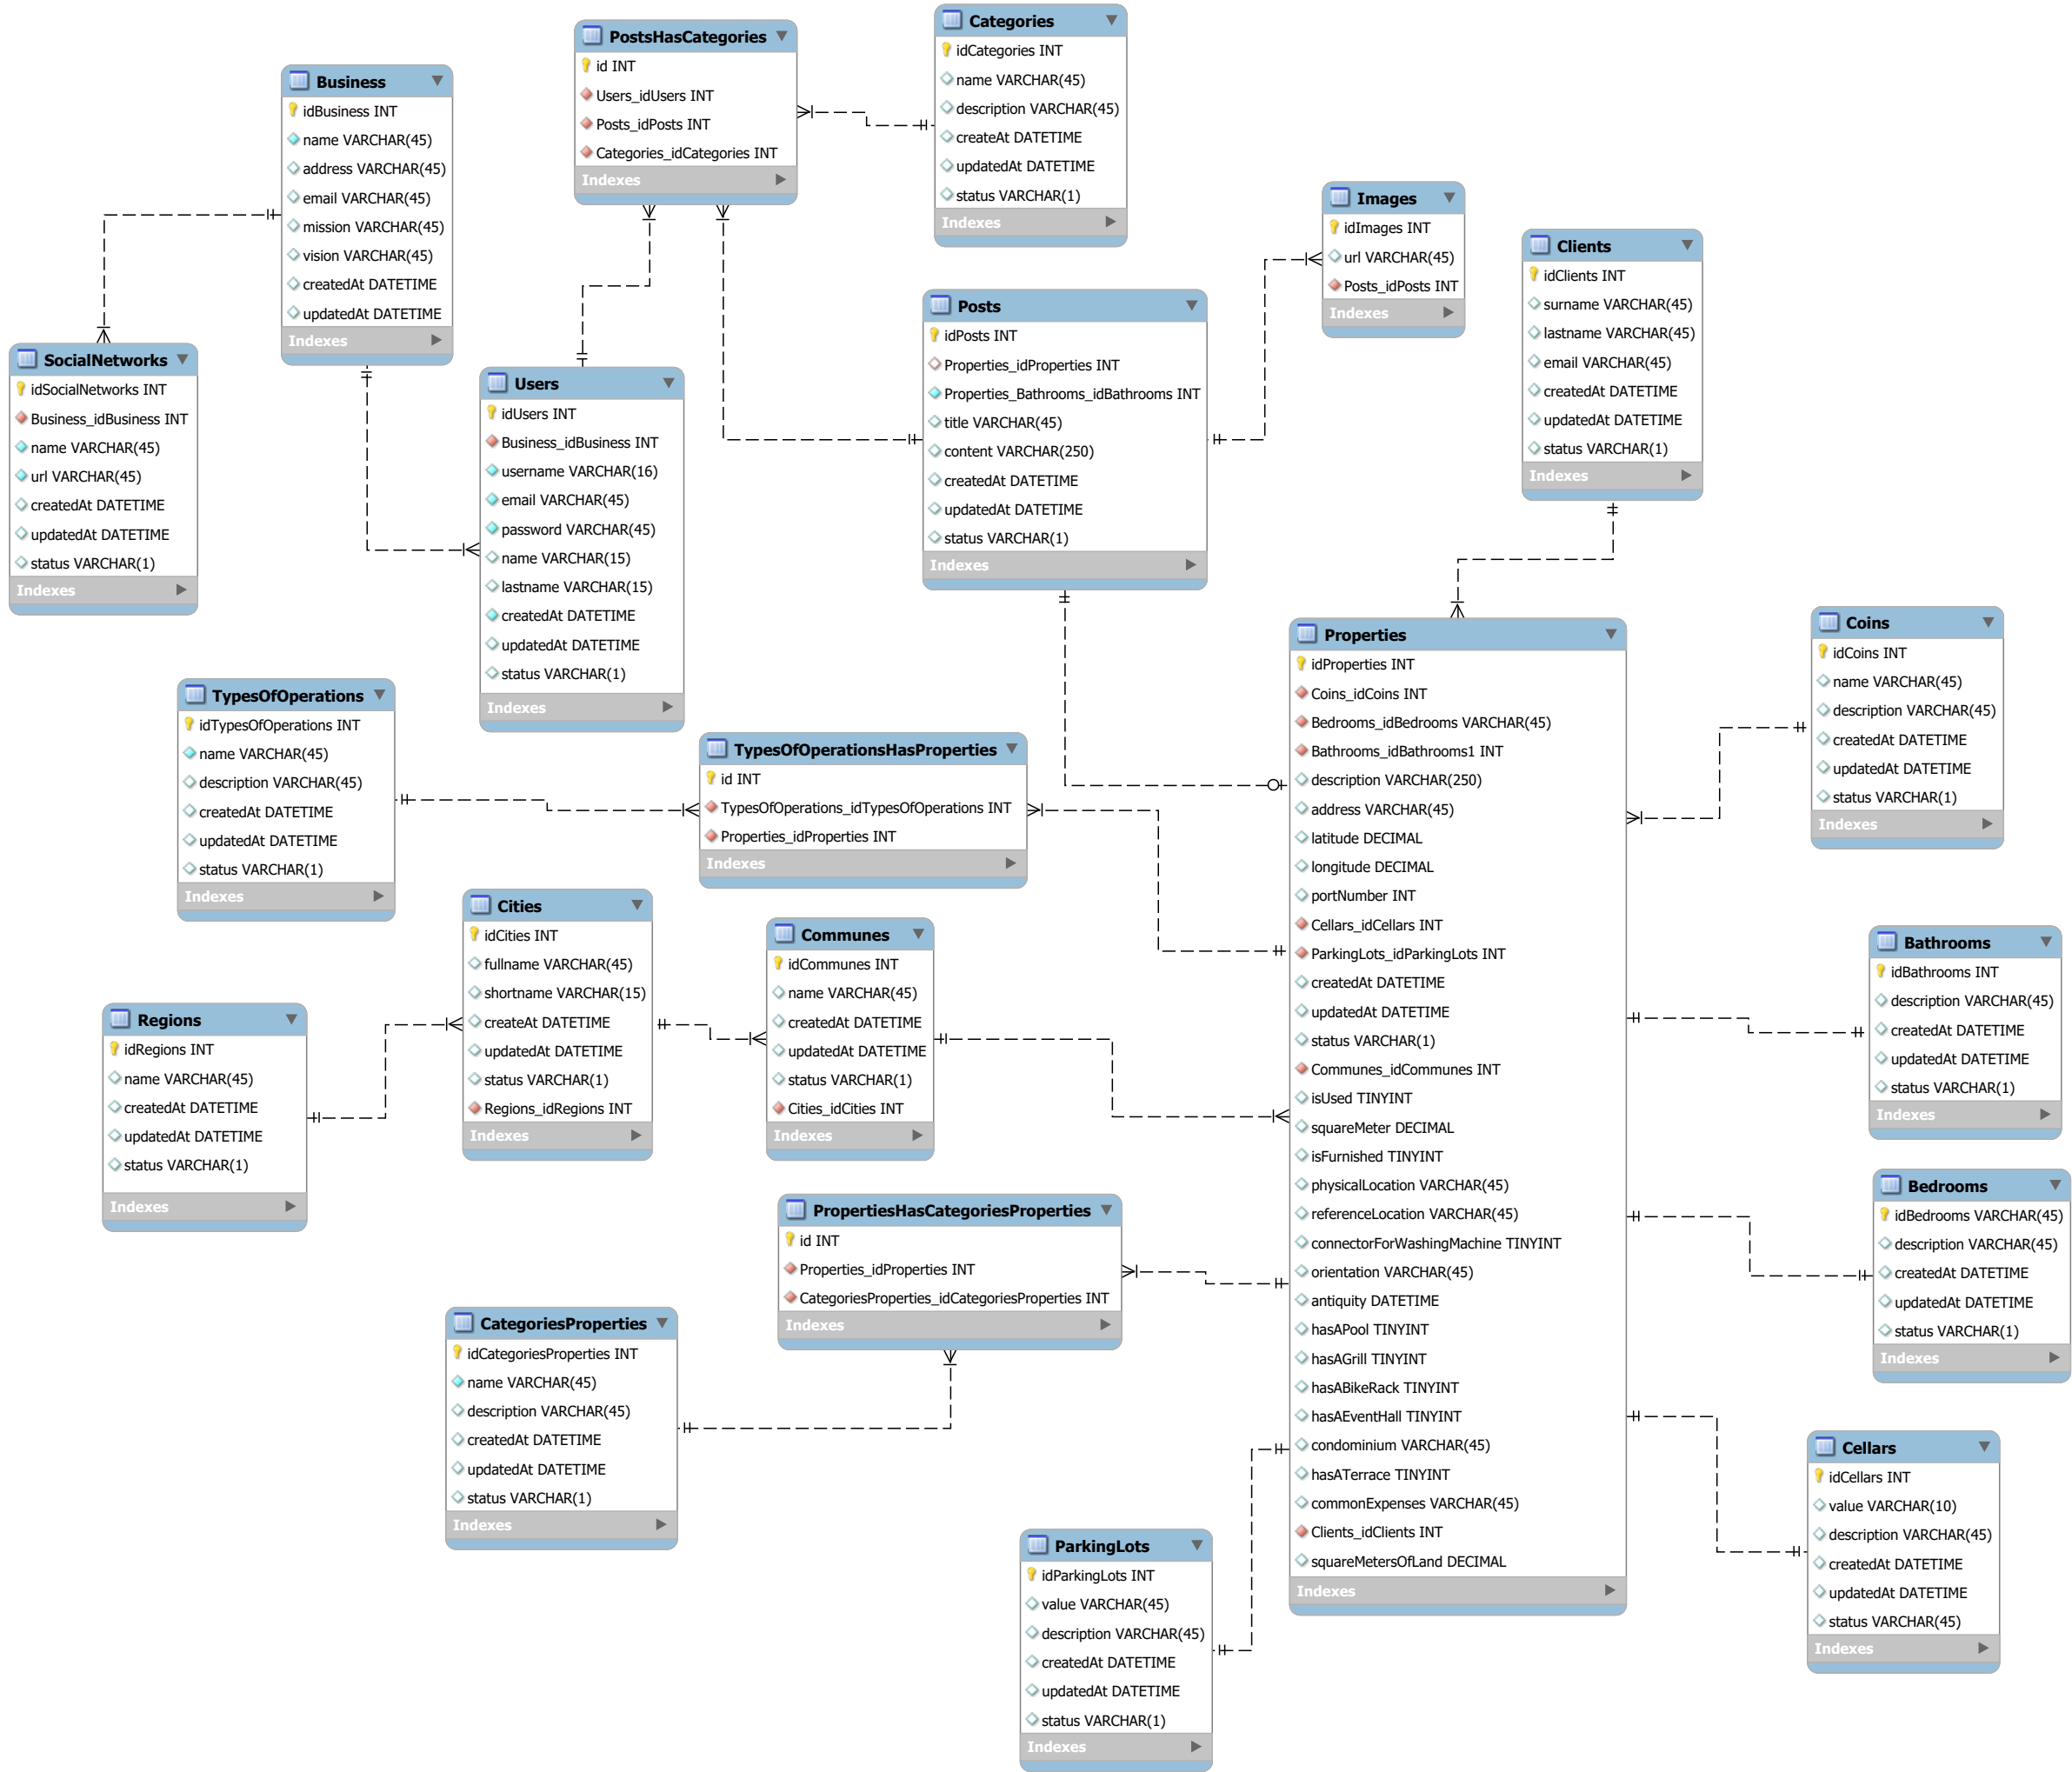 PostsHasCategories
id INT
Users_idUsers INT
Posts_idPosts INT
Categories_idCategories INT
Indexes
Categories
idCategories INT
name VARCHAR(45)
description VARCHAR(45)
createAt DATETIME
updatedAt DATETIME
status VARCHAR(1)
Indexes
Business
idBusiness INT
name VARCHAR(45)
address VARCHAR(45)
email VARCHAR(45)
mission VARCHAR(45)
vision VARCHAR(45)
createdAt DATETIME
updatedAt DATETIME
Indexes
Images
idImages INT
url VARCHAR(45)
Posts_idPosts INT
Indexes
Clients
idClients INT
surname VARCHAR(45)
lastname VARCHAR(45)
email VARCHAR(45)
createdAt DATETIME
updatedAt DATETIME
status VARCHAR(1)
Indexes
Posts
idPosts INT
Properties_idProperties INT
Properties_Bathrooms_idBathrooms INT
title VARCHAR(45)
content VARCHAR(250)
createdAt DATETIME
updatedAt DATETIME
status VARCHAR(1)
Indexes
SocialNetworks
idSocialNetworks INT
Business_idBusiness INT
name VARCHAR(45)
url VARCHAR(45)
createdAt DATETIME
updatedAt DATETIME
status VARCHAR(1)
Indexes
Users
idUsers INT
Business_idBusiness INT
username VARCHAR(16)
email VARCHAR(45)
password VARCHAR(45)
name VARCHAR(15)
lastname VARCHAR(15)
createdAt DATETIME
updatedAt DATETIME
status VARCHAR(1)
Indexes
Properties
idProperties INT
Coins_idCoins INT
Bedrooms_idBedrooms VARCHAR(45)
Bathrooms_idBathrooms1 INT
description VARCHAR(250)
address VARCHAR(45)
latitude DECIMAL
longitude DECIMAL
portNumber INT
Cellars_idCellars INT
ParkingLots_idParkingLots INT
createdAt DATETIME
updatedAt DATETIME
status VARCHAR(1)
Communes_idCommunes INT
isUsed TINYINT
squareMeter DECIMAL
isFurnished TINYINT
physicalLocation VARCHAR(45)
referenceLocation VARCHAR(45)
connectorForWashingMachine TINYINT
orientation VARCHAR(45)
antiquity DATETIME
hasAPool TINYINT
hasAGrill TINYINT
hasABikeRack TINYINT
hasAEventHall TINYINT
condominium VARCHAR(45)
hasATerrace TINYINT
commonExpenses VARCHAR(45)
Clients_idClients INT
squareMetersOfLand DECIMAL
Indexes
Coins
idCoins INT
name VARCHAR(45)
description VARCHAR(45)
createdAt DATETIME
updatedAt DATETIME
status VARCHAR(1)
Indexes
TypesOfOperations
idTypesOfOperations INT
name VARCHAR(45)
description VARCHAR(45)
createdAt DATETIME
updatedAt DATETIME
status VARCHAR(1)
Indexes
TypesOfOperationsHasProperties
id INT
TypesOfOperations_idTypesOfOperations INT
Properties_idProperties INT
Indexes
Cities
idCities INT
fullname VARCHAR(45)
shortname VARCHAR(15)
createAt DATETIME
updatedAt DATETIME
status VARCHAR(1)
Regions_idRegions INT
Indexes
Communes
idCommunes INT
name VARCHAR(45)
createdAt DATETIME
updatedAt DATETIME
status VARCHAR(1)
Cities_idCities INT
Indexes
Bathrooms
idBathrooms INT
description VARCHAR(45)
createdAt DATETIME
updatedAt DATETIME
status VARCHAR(1)
Indexes
Regions
idRegions INT
name VARCHAR(45)
createdAt DATETIME
updatedAt DATETIME
status VARCHAR(1)
Indexes
Bedrooms
idBedrooms VARCHAR(45)
description VARCHAR(45)
createdAt DATETIME
updatedAt DATETIME
status VARCHAR(1)
Indexes
PropertiesHasCategoriesProperties
id INT
Properties_idProperties INT
CategoriesProperties_idCategoriesProperties INT
Indexes
CategoriesProperties
idCategoriesProperties INT
name VARCHAR(45)
description VARCHAR(45)
createdAt DATETIME
updatedAt DATETIME
status VARCHAR(1)
Indexes
Cellars
idCellars INT
value VARCHAR(10)
description VARCHAR(45)
createdAt DATETIME
updatedAt DATETIME
status VARCHAR(45)
Indexes
ParkingLots
idParkingLots INT
value VARCHAR(45)
description VARCHAR(45)
createdAt DATETIME
updatedAt DATETIME
status VARCHAR(1)
Indexes